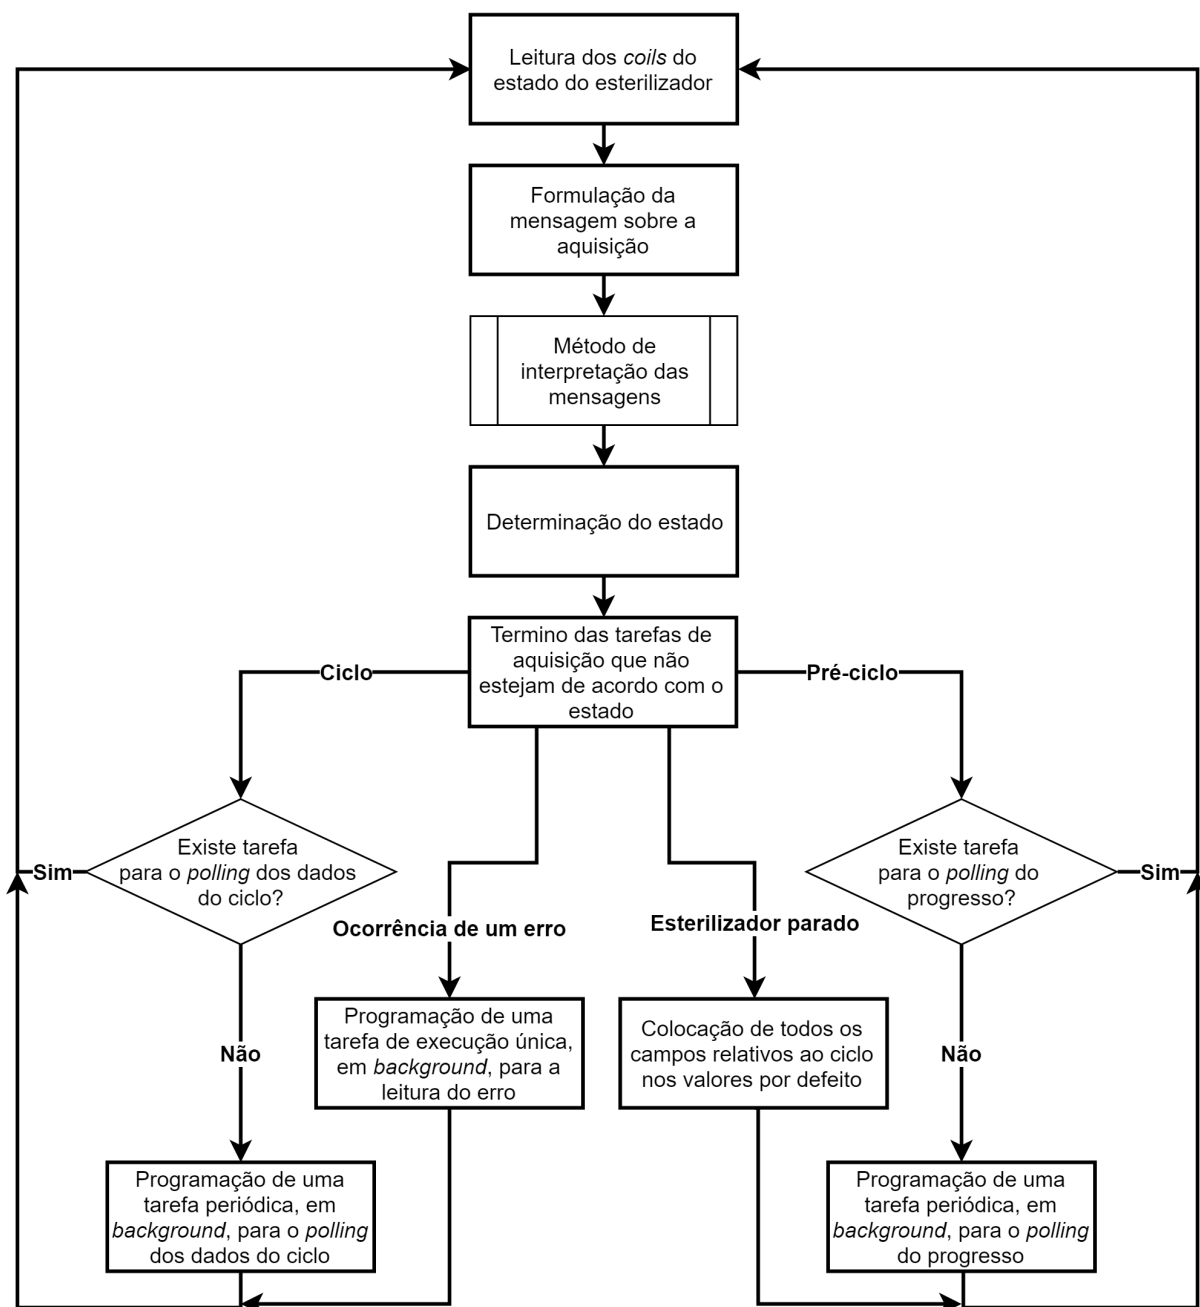 Leitura dos coils do
estado do esterilizador
Formulação da
mensagem sobre a
aquisição
Método de
interpretação das
mensagens
Determinação do estado
Termino das tarefas de
aquisição que não
estejam de acordo com o
estado
Ciclo
Pré-ciclo
Existe tarefa
para o polling dos dados
do ciclo?
Sim
Existe tarefa
para o polling do
progresso?
Sim
Ocorrência de um erro
Esterilizador parado
Programação de uma
tarefa de execução única,
em background, para a
leitura do erro
Colocação de todos os
campos relativos ao ciclo
nos valores por defeito
Não
Não
Programação de uma
tarefa periódica, em
background, para o polling
dos dados do ciclo
Programação de uma
tarefa periódica, em
background, para o polling
do progresso